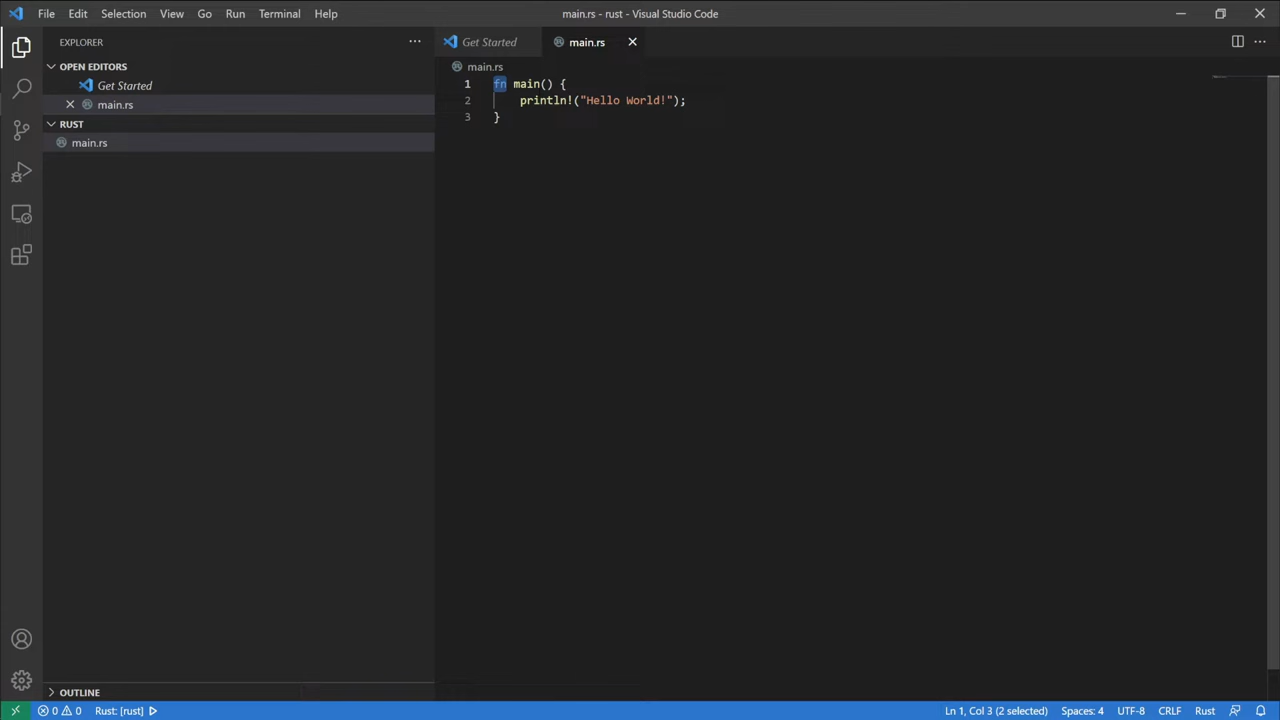 File Edit Selection View Go Run Terminal Help
main.rs - rust - Visual Studio Code
EXPLORER
OPEN EDITORS
Get Started
main.rs
RUST
main.rs
OUTLINE
Get Started
main.rs
main.rs
1 fn main() {
2 println!("Hello World!");
3 }
0 0 Rust: [rust]
Ln 1, Col 3 (2 selected) Spaces: 4 UTF-8 CRLF Rust